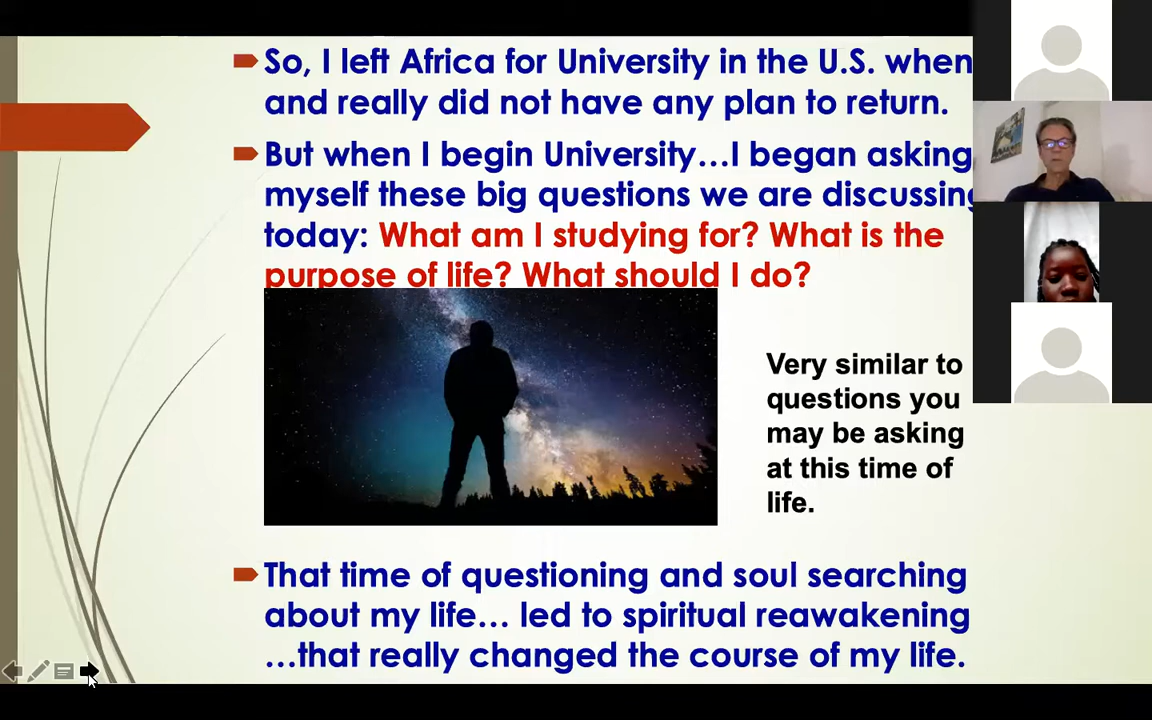 So, I left Africa for University in the U.S. when
and really did not have any plan to return.
But when I begin University...I began asking
myself these big questions we are discussing
today: What am I studying for? What is the
purpose of life? What should I do?
Very similar to
questions you
may be asking
at this time of
life.
That time of questioning and soul searching
about my life... led to spiritual reawakening
...that really changed the course of my life.